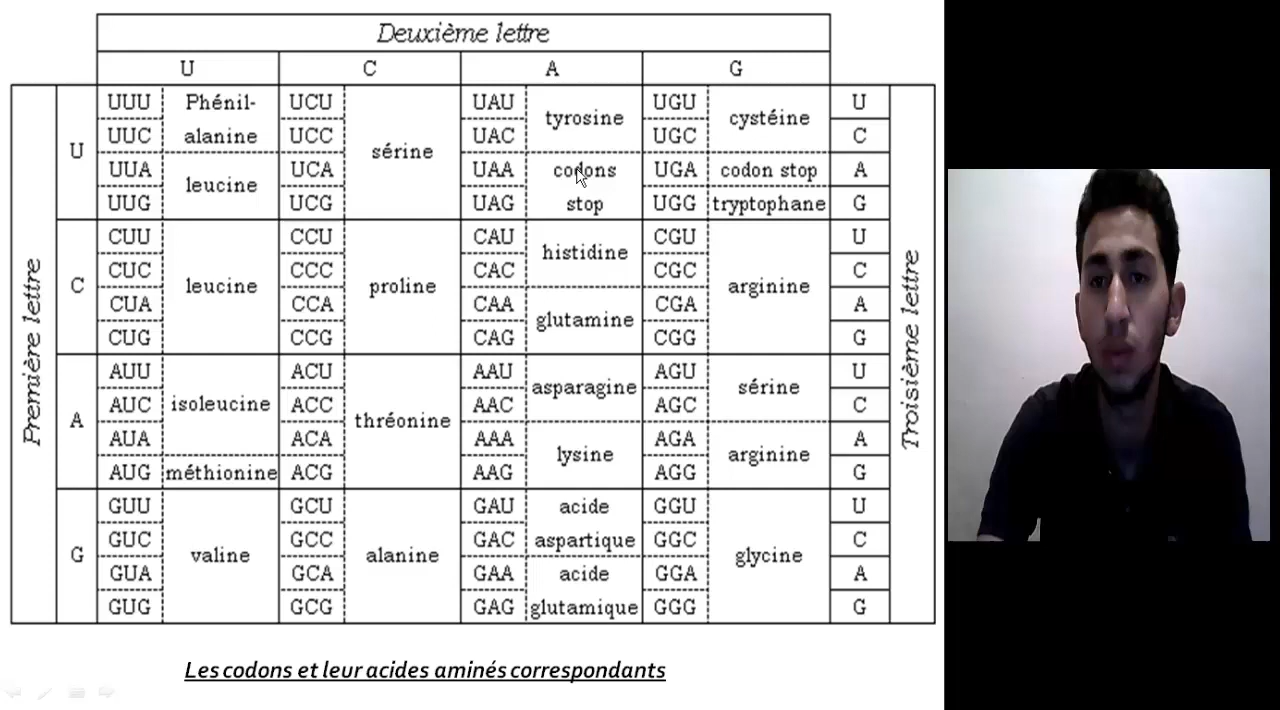 Deuxième lettre
U C A G
Première lettre
Troisième lettre
U
UUU Phénil- UCU UAU UGU U
UUC alanine UCC UAC UGC C
sérine tyrosine cystéine
UUA leucine UCA UAA codons UGA codon stop A
UUG UCG UAG stop UGG tryptophane G
C
CUU CCU CAU histidine CGU U
CUC CCC CAC CGC C
leucine proline arginine
CUA CCA CAA glutamine CGA A
CUG CCG CAG CGG G
A
AUU ACU AAU asparagine AGU sérine U
AUC isoleucine ACC AAC AGC C
thréonine
AUA ACA AAA lysine AGA arginine A
AUG méthionine ACG AAG AGG G
G
GUU GCU GAU acide GGU U
GUC GCC GAC aspartique GGC C
valine alanine glycine
GUA GCA GAA acide GGA A
GUG GCG GAG glutamique GGG G
Les codons et leur acides aminés correspondants